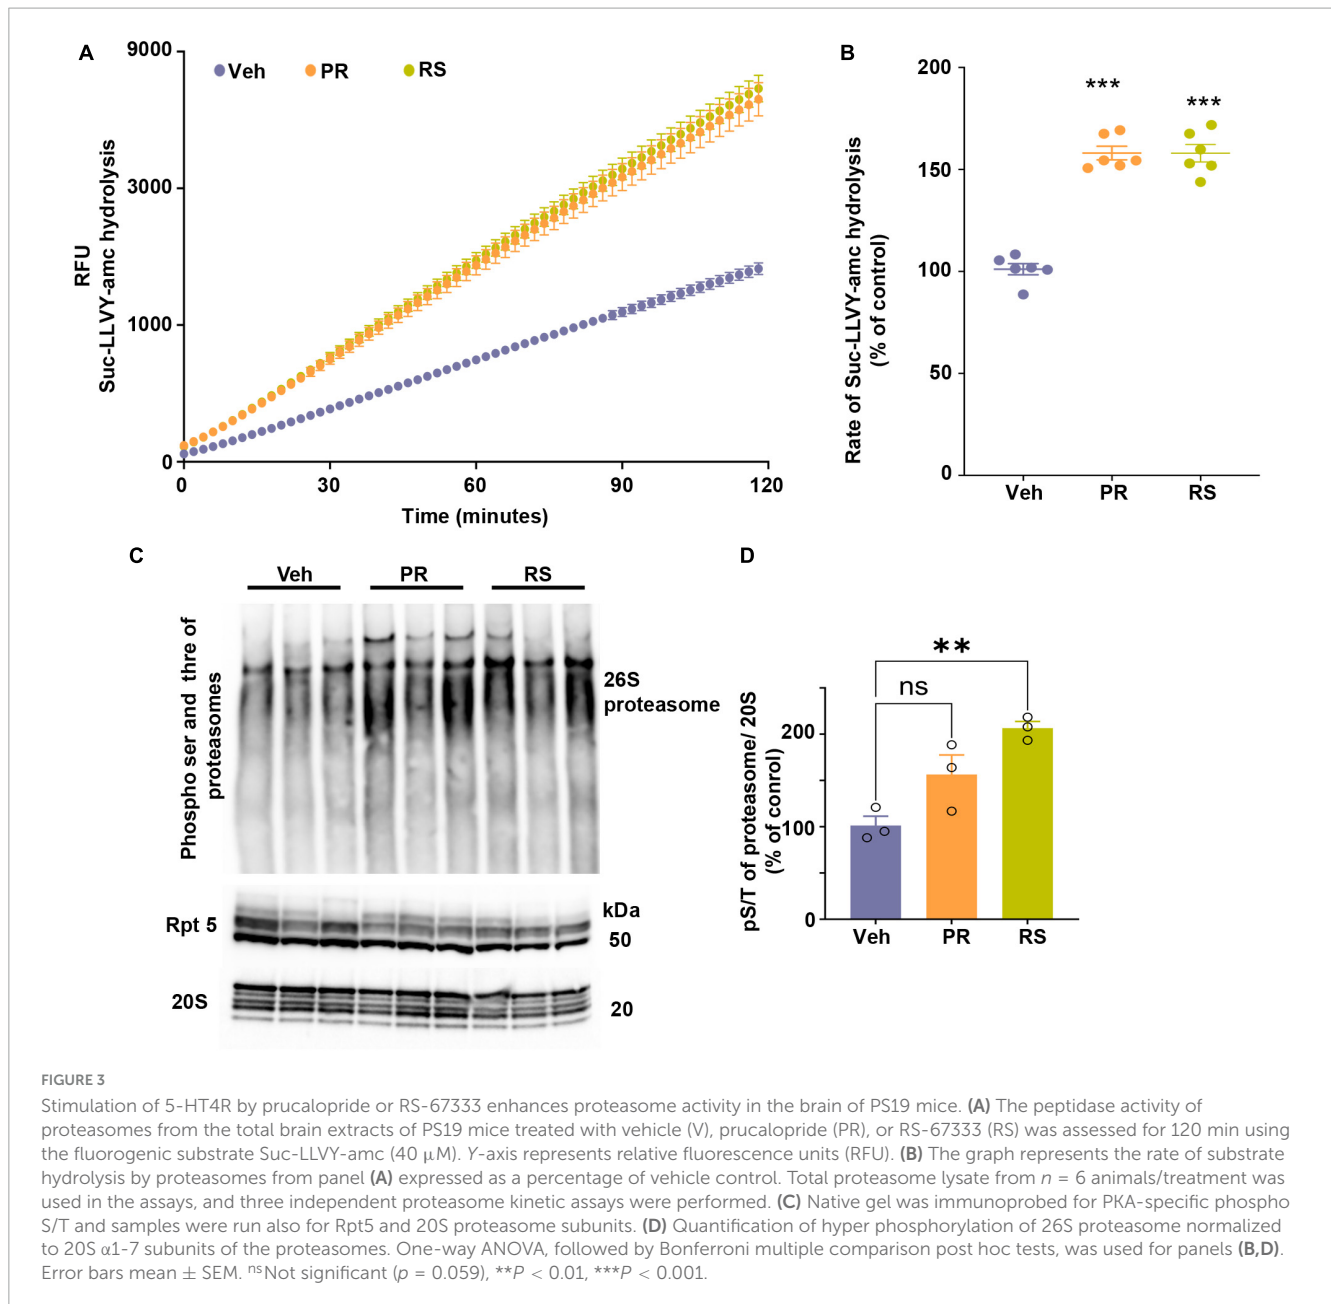 A
Veh PR RS
9000
3000
1000
0
RFU
Suc-LLVY-amc hydrolysis
0 30 60 90 120
Time (minutes)
B
200
150
100
50
0
Rate of Suc-LLVY-amc hydrolysis
(% of control)
***
***
Veh PR RS
C
Veh PR RS
Phospho ser and thre of
proteasomes
26S
proteasome
Rpt 5
kDa
50
20S
20
D
**
ns
200
100
0
pS/T of proteasome/ 20S
(% of conrol)
Veh PR RS
FIGURE 3
Stimulation of 5-HT4R by prucalopride or RS-67333 enhances proteasome activity in the brain of PS19 mice. (A) The peptidase activity of
proteasomes from the total brain extracts of PS19 mice treated with vehicle (V), prucalopride (PR), or RS-67333 (RS) was assessed for 120 min using
the fluorogenic substrate Suc-LLVY-amc (40 μM). Y-axis represents relative fluorescence units (RFU). (B) The graph represents the rate of substrate
hydrolysis by proteasomes from panel (A) expressed as a percentage of vehicle control. Total proteasome lysate from n = 6 animals/treatment was
used in the assays, and three independent proteasome kinetic assays were performed. (C) Native gel was immunoprobed for PKA-specific phospho
S/T and samples were run also for Rpt5 and 20S proteasome subunits. (D) Quantification of hyper phosphorylation of 26S proteasome normalized
to 20S α1-7 subunits of the proteasomes. One-way ANOVA, followed by Bonferroni multiple comparison post hoc tests, was used for panels (B,D).
Error bars mean ± SEM. nsNot significant (p = 0.059), **P < 0.01, ***P < 0.001.